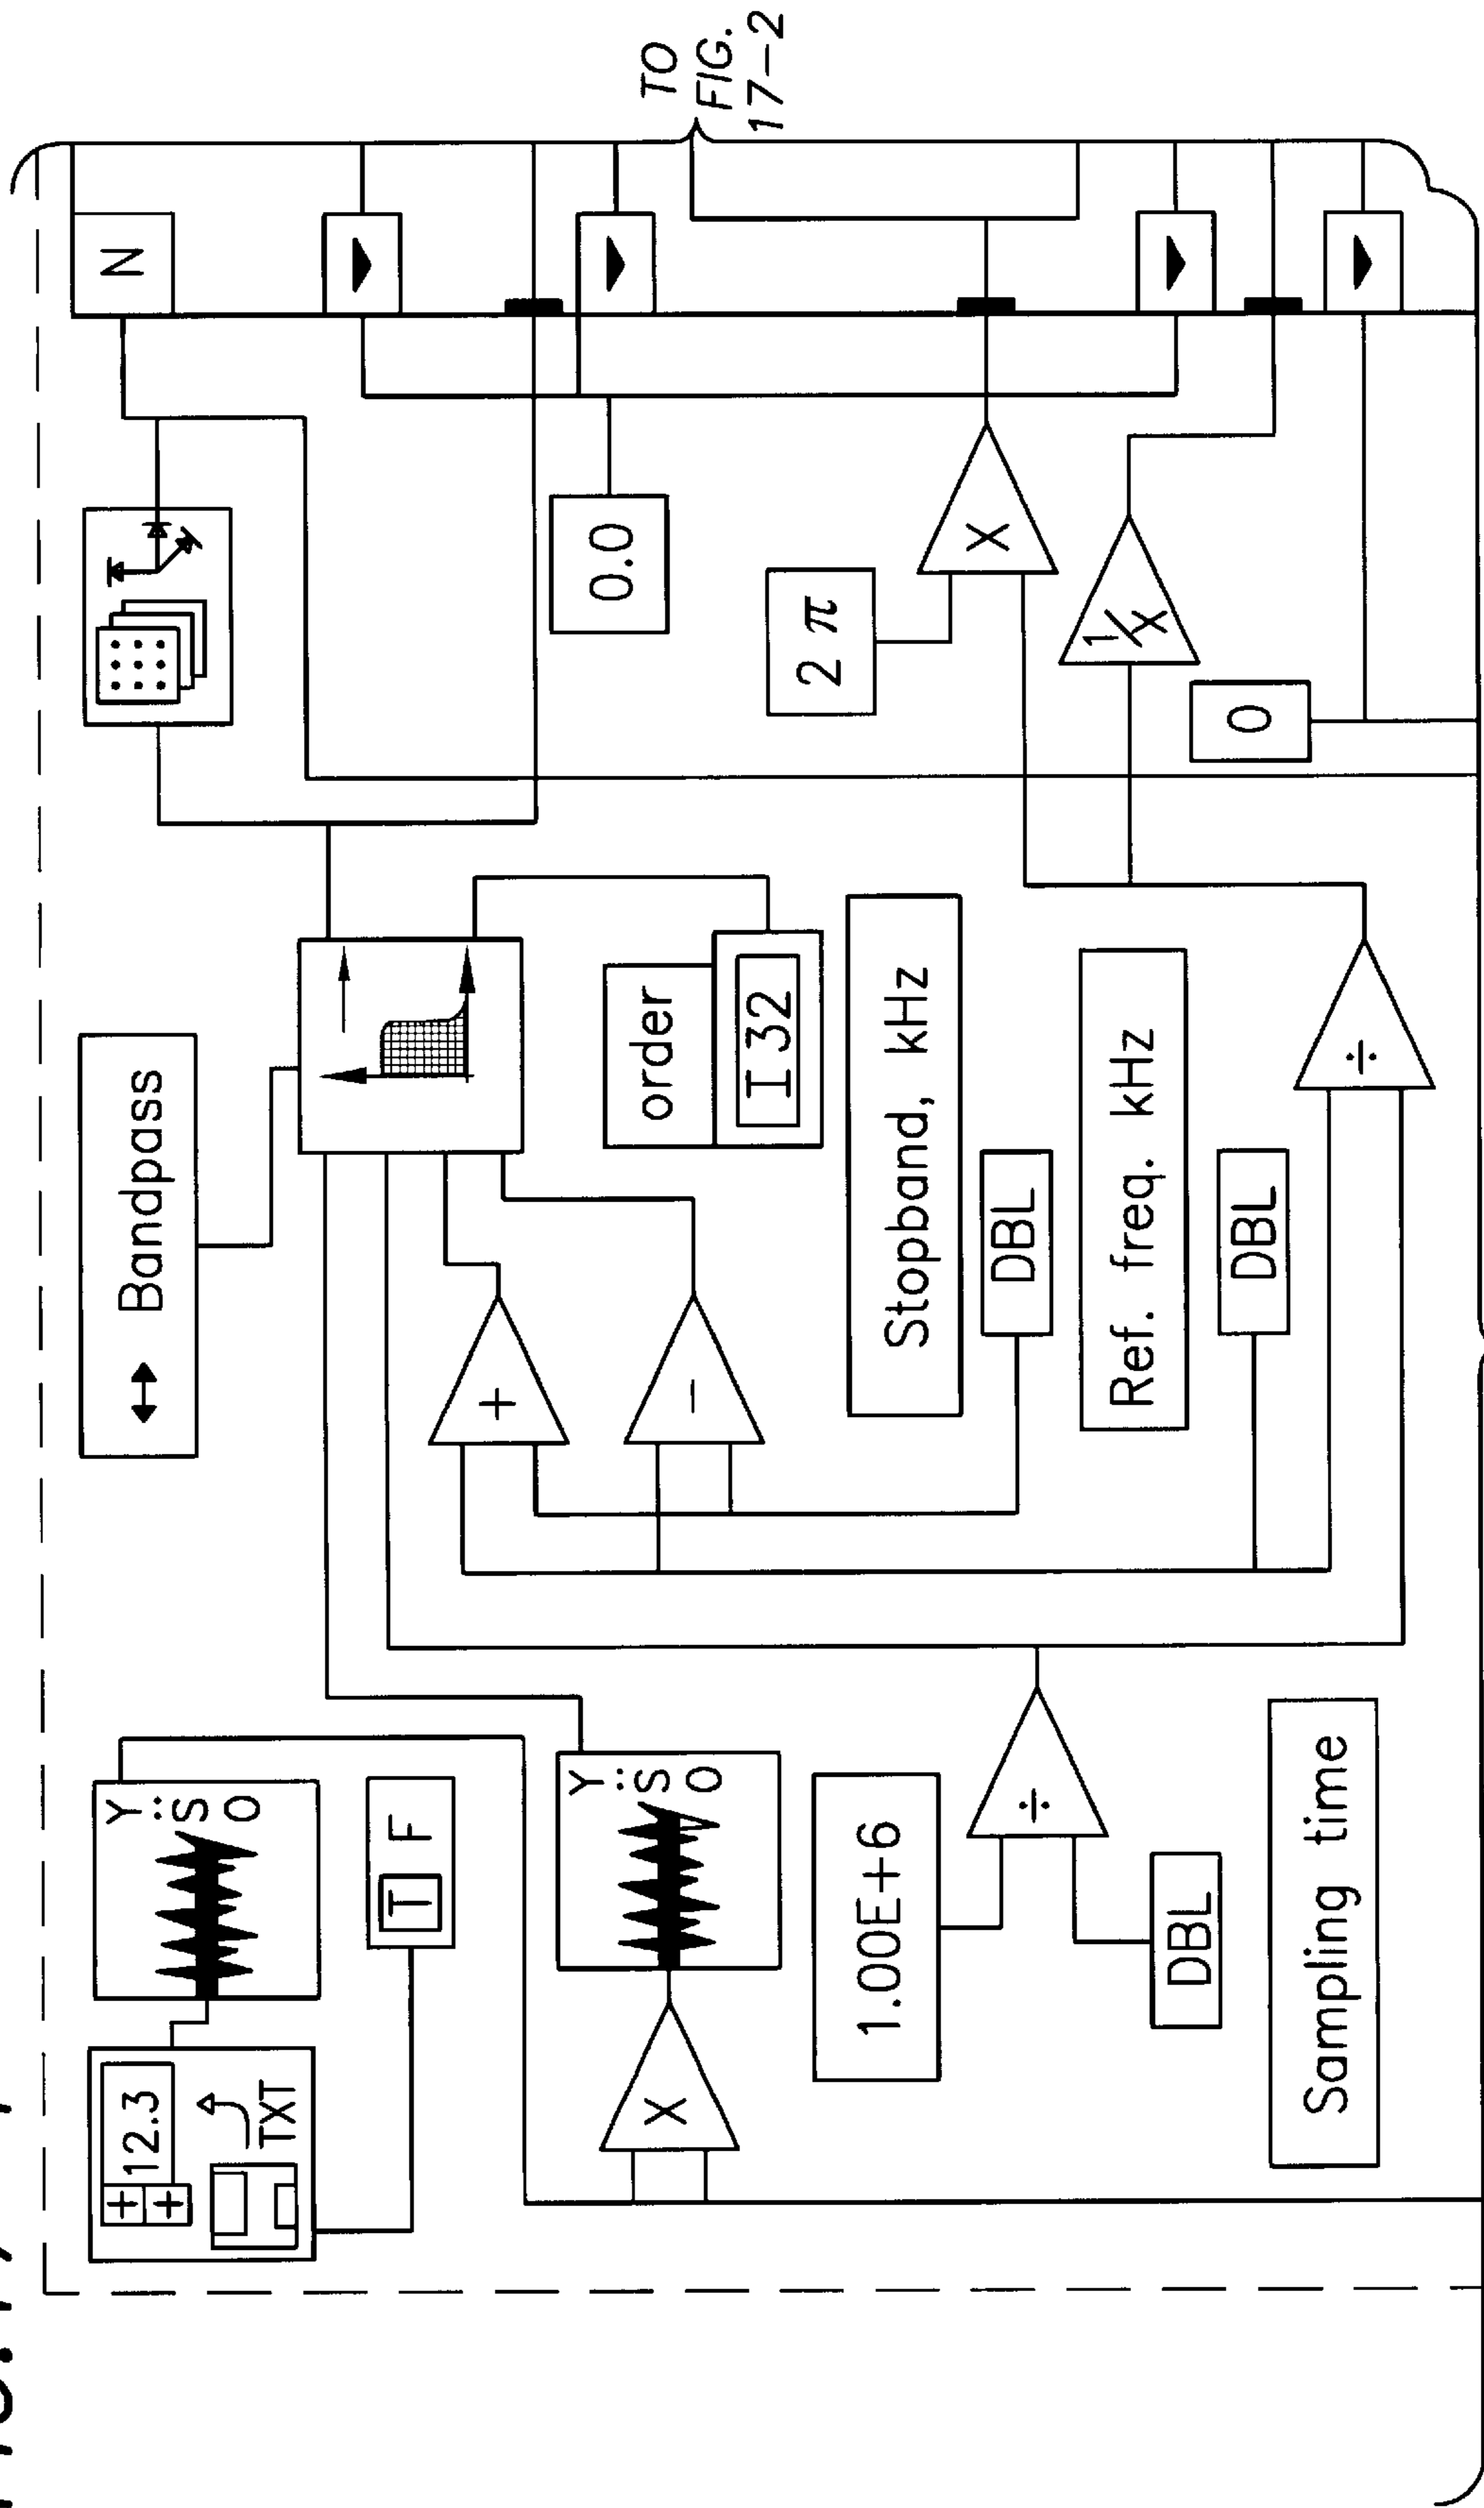 TO
FIG.
17-2
N
0.0
2 π
X
1/X
0
Bandpass
order
I32
Stopband, kHz
DBL
Ref. freq. kHz
DBL
+
-
÷
Y
S
O
T F
Y
S
O
1.00E+6
÷
DBL
Sampling time
12.3
TXT
X